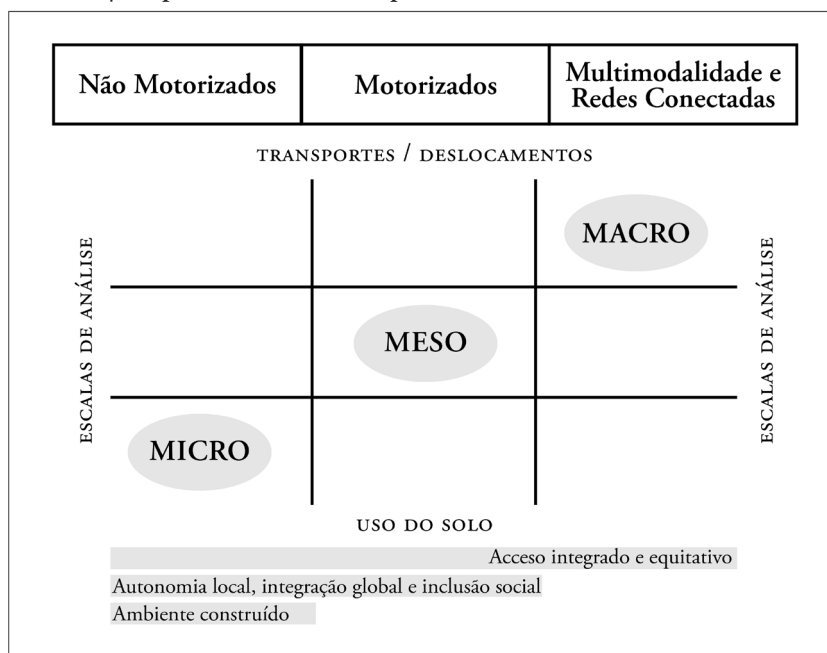 Não Motorizados
Motorizados
Multimodalidade e
Redes Conectadas
TRANSPORTES / DESLOCAMENTOS
ESCALAS DE ANÁLISE
MACRO
ESCALAS DE ANÁLISE
MESO
MICRO
USO DO SOLO
Acceso integrado e equitativo
Autonomia local, integração global e inclusão social
Ambiente construído